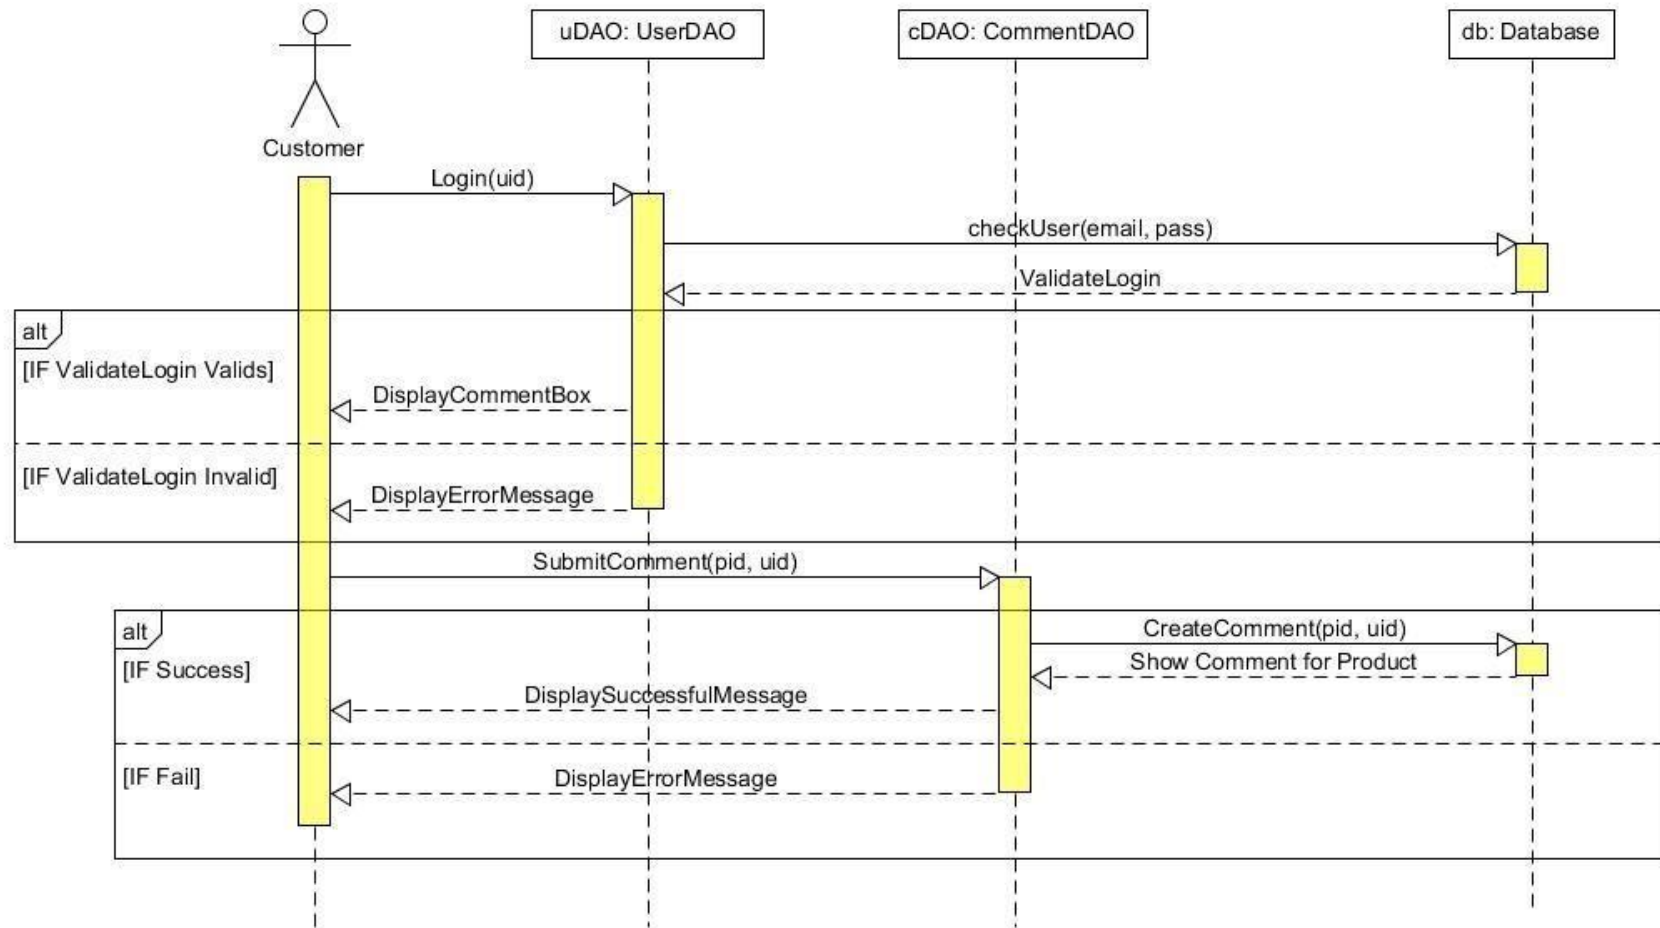 uDAO: UserDAO
cDAO: CommentDAO
db: Database
Customer
Login(uid)
checkUser(email, pass)
ValidateLogin
alt
[IF ValidateLogin Valids]
DisplayCommentBox
[IF ValidateLogin Invalid]
DisplayErrorMessage
SubmitComment(pid, uid)
alt
CreateComment(pid, uid)
[IF Success]
Show Comment for Product
DisplaySuccessfulMessage
[IF Fail]
DisplayErrorMessage